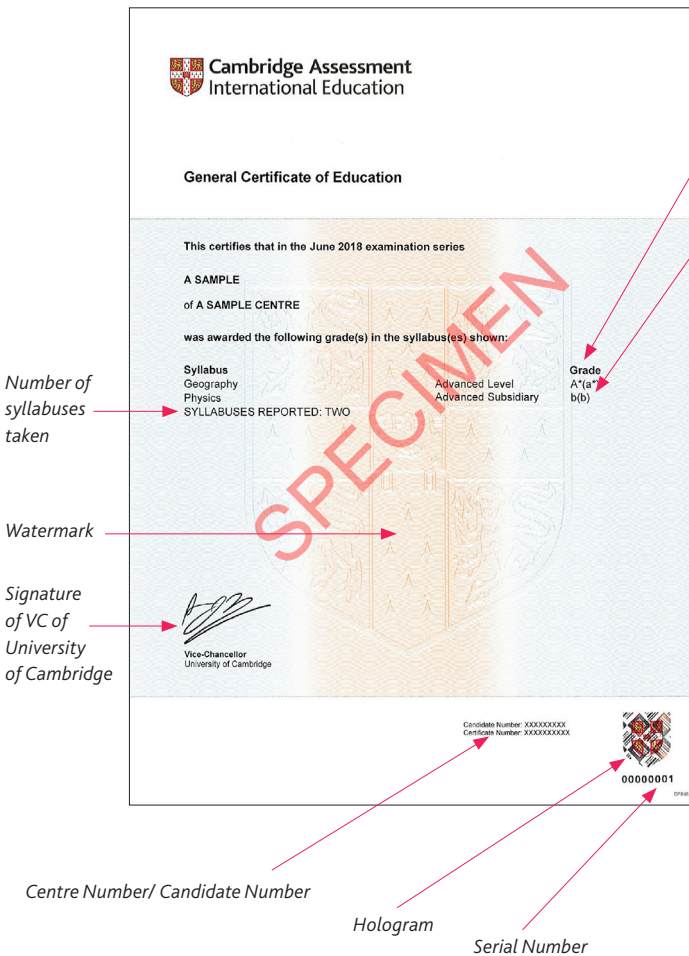 Cambridge Assessment
International Education
General Certificate of Education
This certifies that in the June 2018 examination series
A SAMPLE
of A SAMPLE CENTRE
was awarded the following grade(s) in the syllabus(es) shown:
Syllabus Grade
Geography Advanced Level A*(a*)
Physics Advanced Subsidiary b(b)
SYLLABUSES REPORTED: TWO
SPECIMEN
Number of
syllabuses
taken
Watermark
Signature
of VC of
University
of Cambridge
Vice-Chancellor
University of Cambridge
Candidate Number: XXXXXXXXX
Certificate Number: XXXXXXXXXX
00000001
Centre Number/ Candidate Number
Hologram
Serial Number